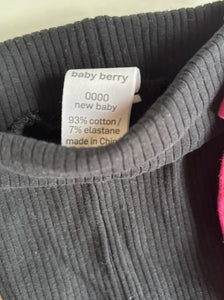 baby berry
0000
new baby
93% cotton /
7% elastane
made in China